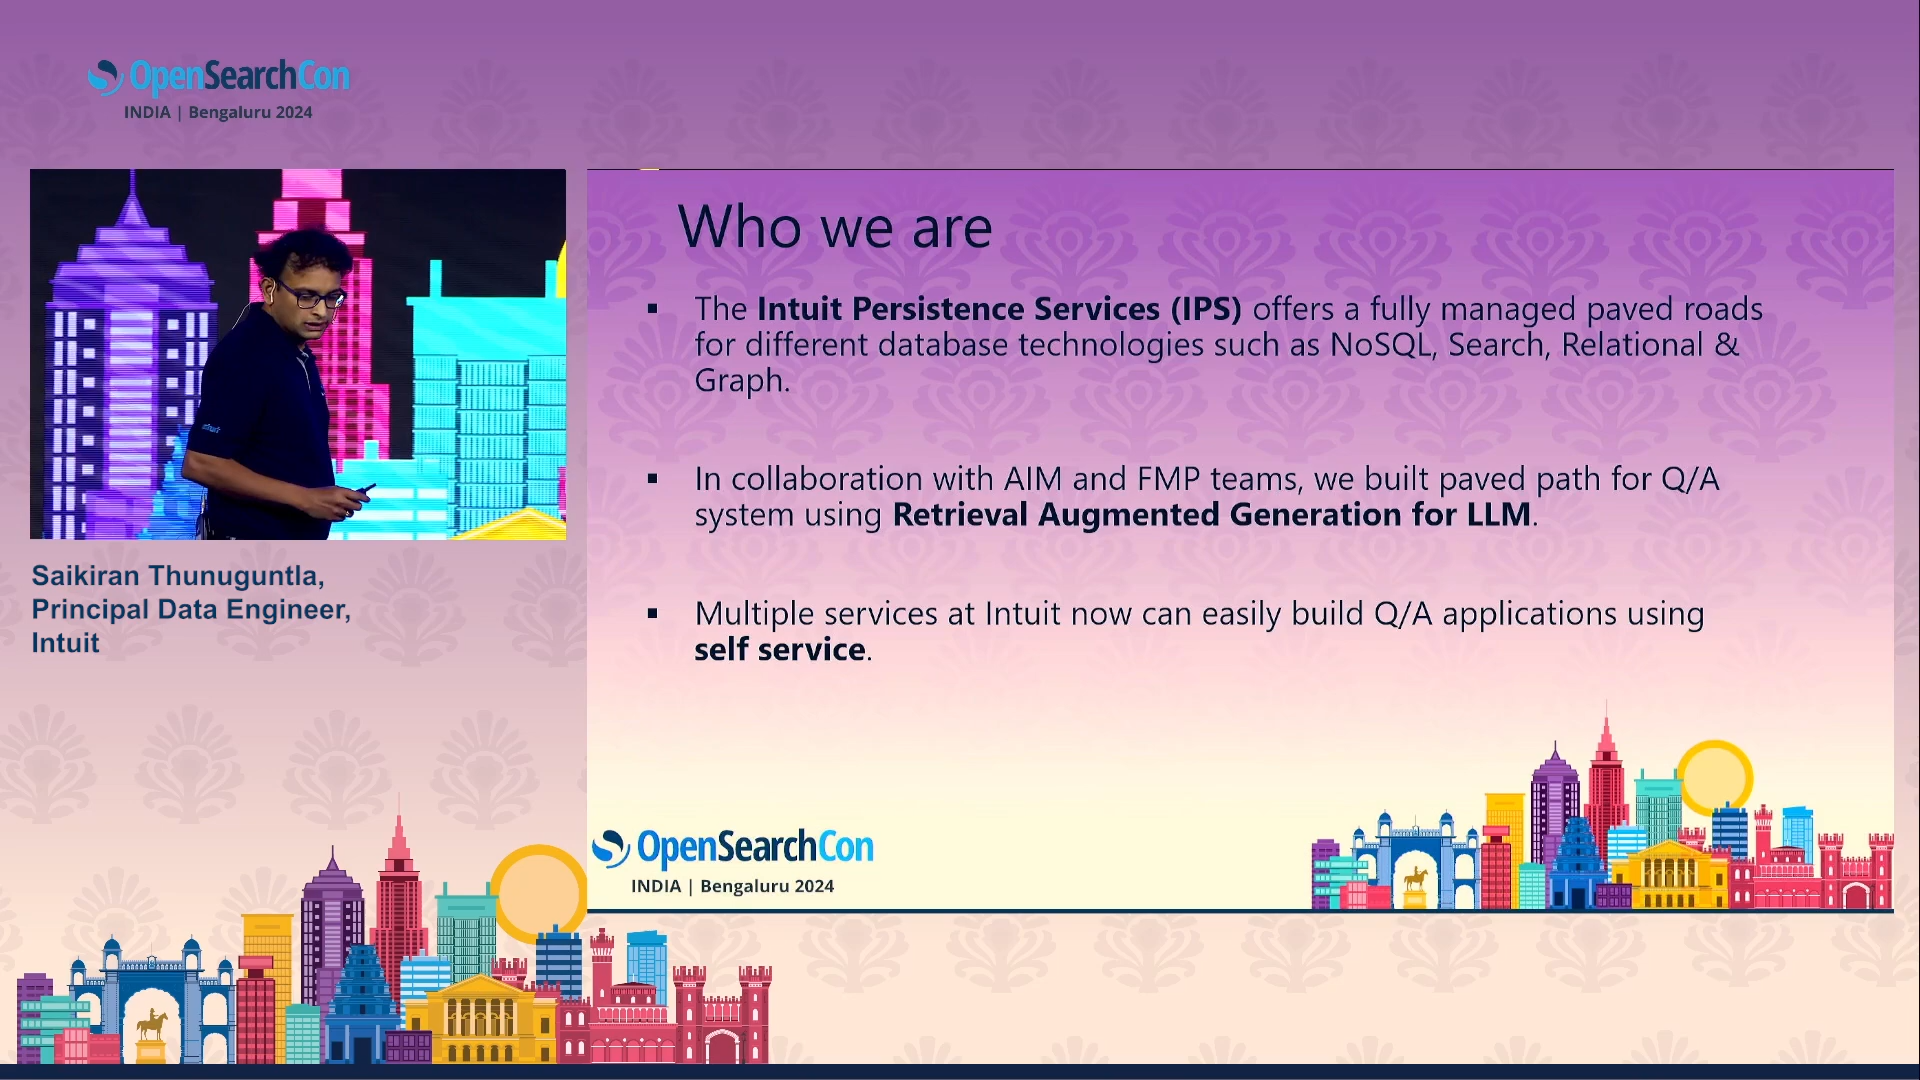 OpenSearchCon
INDIA | Bengaluru 2024
Who we are
▪ The Intuit Persistence Services (IPS) offers a fully managed paved roads
for different database technologies such as NoSQL, Search, Relational &
Graph.
▪ In collaboration with AIM and FMP teams, we built paved path for Q/A
system using Retrieval Augmented Generation for LLM.
▪ Multiple services at Intuit now can easily build Q/A applications using
self service.
Saikiran Thunuguntla,
Principal Data Engineer,
Intuit
OpenSearchCon
INDIA | Bengaluru 2024